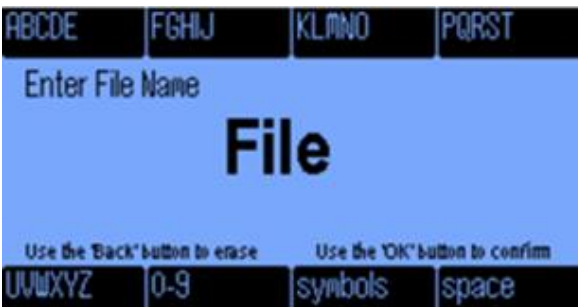 ABCDE FGHIJ KLMNO PQRST
Enter File Name
File
Use the "Back" button to erase Use the "OK" button to confirm
UVWXYZ 0-9 symbols space